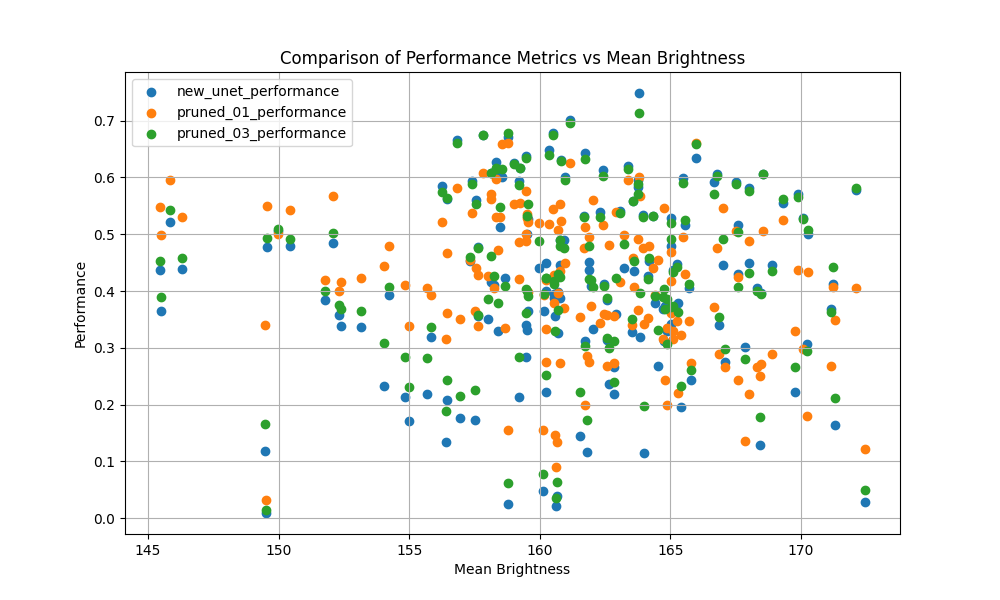 Comparison of Performance Metrics vs Mean Brightness
new_unet_performance
pruned_01_performance
pruned_03_performance
Performance
0.7
0.6
0.5
0.4
0.3
0.2
0.1
0.0
145
150
155
160
165
170
Mean Brightness